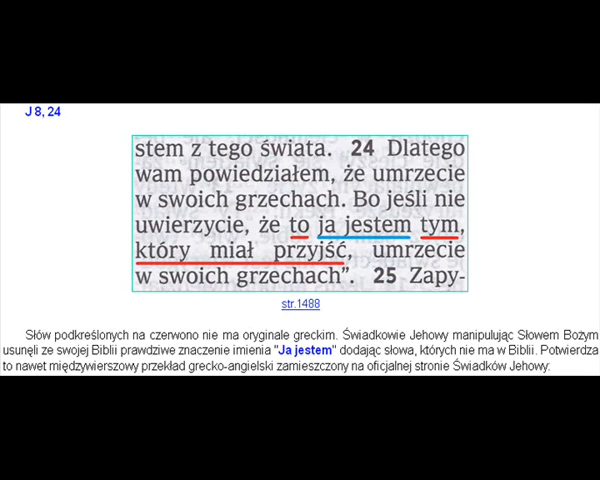 J 8, 24
stem z tego świata. 24 Dlatego
wam powiedziałem, że umrzecie
w swoich grzechach. Bo jeśli nie
uwierzycie, że to ja jestem tym,
który miał przyjść, umrzecie
w swoich grzechach”. 25 Zapy-
str.1488
Słów podkreślonych na czerwono nie ma oryginale greckim. Świadkowie Jehowy manipulując Słowem Bożym
usunęli ze swojej Biblii prawdziwe znaczenie imienia "Ja jestem" dodając słowa, których nie ma w Biblii. Potwierdza
to nawet międzywierszowy przekład grecko-angielski zamieszczony na oficjalnej stronie Świadków Jehowy: